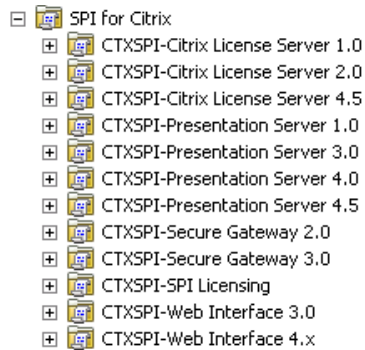 SPI for Citrix
CTXSPI-Citrix License Server 1.0
CTXSPI-Citrix License Server 2.0
CTXSPI-Citrix License Server 4.5
CTXSPI-Presentation Server 1.0
CTXSPI-Presentation Server 3.0
CTXSPI-Presentation Server 4.0
CTXSPI-Presentation Server 4.5
CTXSPI-Secure Gateway 2.0
CTXSPI-Secure Gateway 3.0
CTXSPI-SPI Licensing
CTXSPI-Web Interface 3.0
CTXSPI-Web Interface 4.x